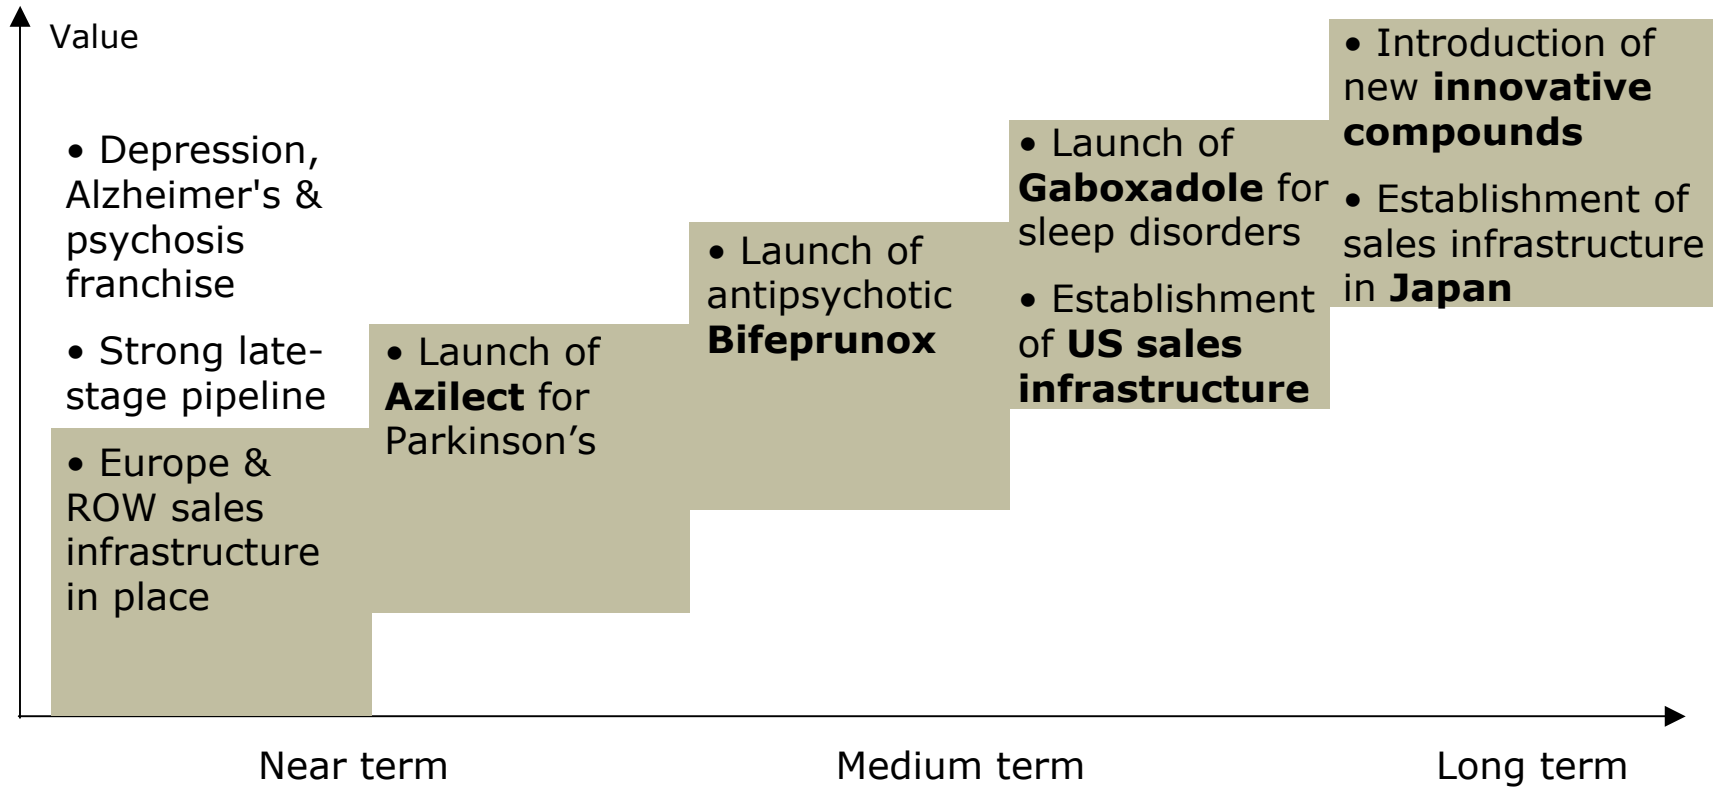 Value
• Depression,
Alzheimer's &
psychosis
franchise
• Strong late-
stage pipeline
• Europe &
ROW sales
infrastructure
in place
• Launch of
Azilect for
Parkinson’s
• Launch of
antipsychotic
Bifeprunox
• Launch of
Gaboxadole for
sleep disorders
• Establishment
of US sales
infrastructure
• Introduction of
new innovative
compounds
• Establishment of
sales infrastructure
in Japan
Near term
Medium term
Long term